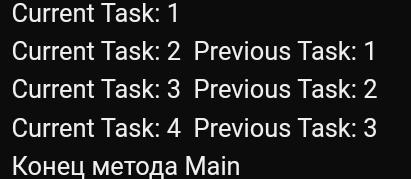 Current Task: 1
Current Task: 2  Previous Task: 1
Current Task: 3  Previous Task: 2
Current Task: 4  Previous Task: 3
Конец метода Main